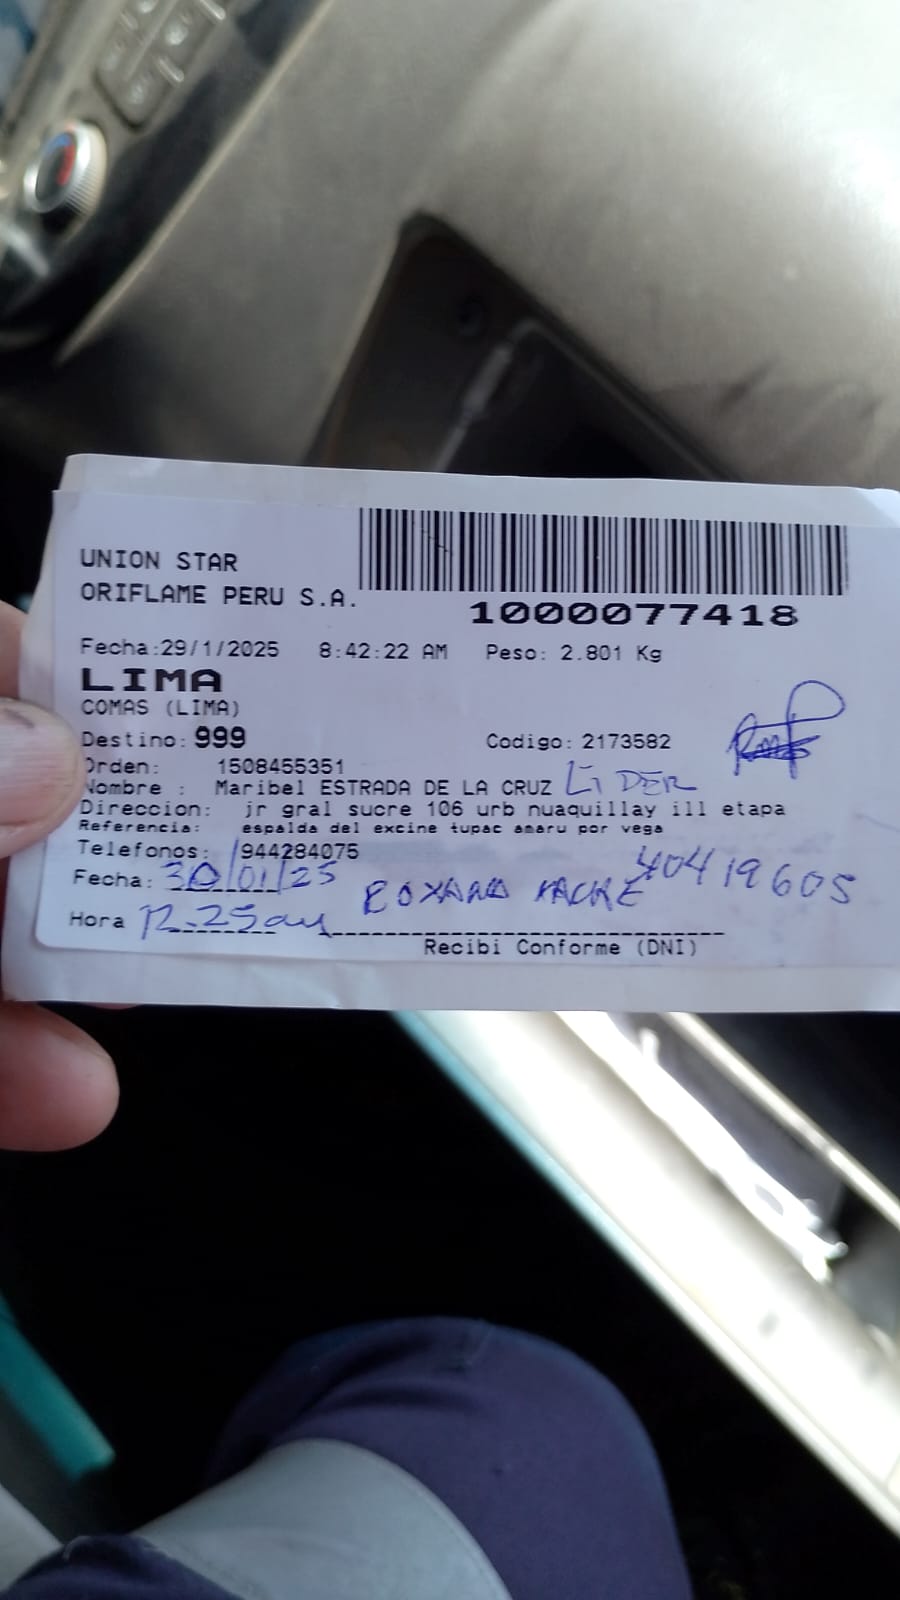 UNION STAR
ORIFLAME PERU S.A.
1000077418
Fecha:29/1/2025 8:42:22 AM Peso: 2.801 Kg
LIMA
COMAS (LIMA)
Destino: 999 Codigo: 2173582
Orden: 1508455351
Nombre : Maribel ESTRADA DE LA CRUZ LIDER
Direccion: jr gral sucre 106 urb nuaquillay ill etapa
Referencia: espalda del excine tupac amaru por vega
Telefonos: 944284075
Fecha: 30/01/25 ROXANA 40419605
Hora 12.25
Recibi Conforme (DNI)